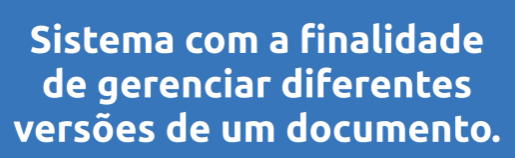 Sistema com a finalidade
de gerenciar diferentes
versões de um documento.